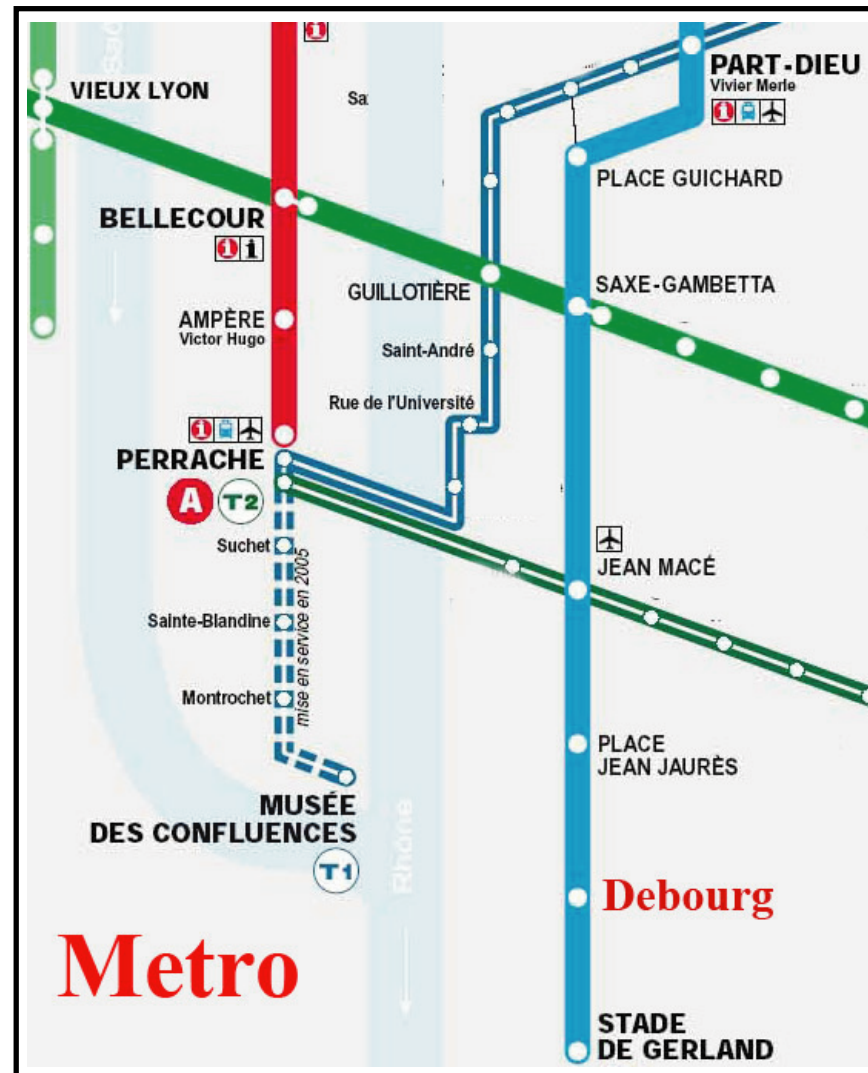 Saô
VIEUX LYON
PART-DIEU
Vivier Merle
PLACE GUICHARD
BELLECOUR
GUILLOTIÈRE
SAXE-GAMBETTA
AMPÈRE
Victor Hugo
Saint-André
Rue de l'Université
PERRACHE
A
T2
Suchet
JEAN MACÉ
Sainte-Blandine
mise en service en 2005
Montrochet
PLACE
JEAN JAURÈS
MUSÉE
DES CONFLUENCES
T1
Rhône
Debourg
Metro
STADE
DE GERLAND